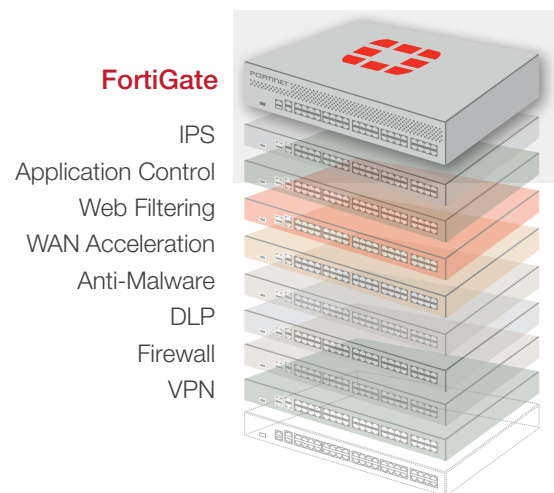 FortiGate
FORTINET
IPS
Application Control
Web Filtering
WAN Acceleration
Anti-Malware
DLP
Firewall
VPN